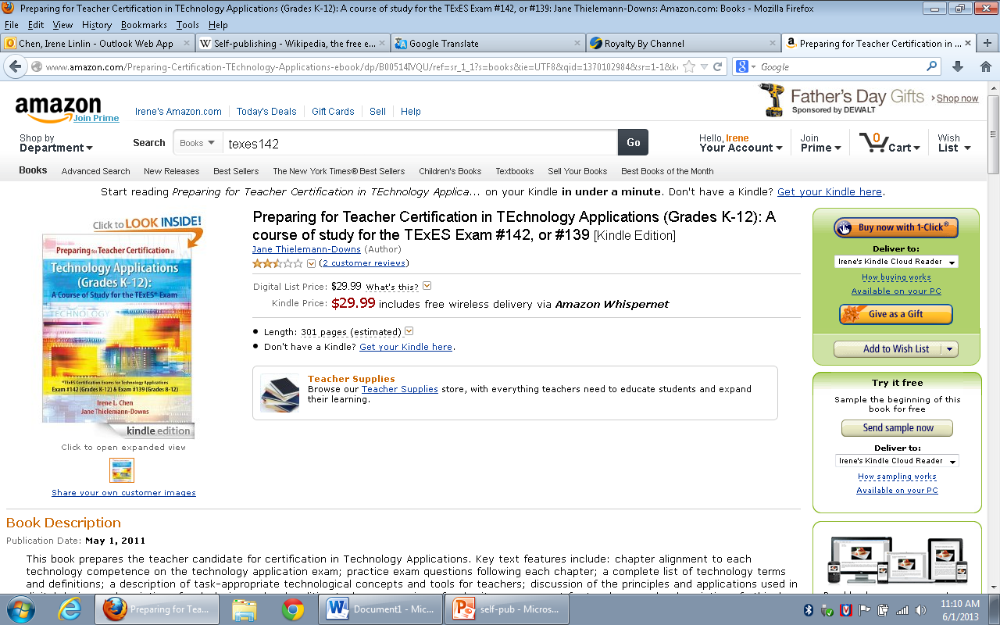 Preparing for Teacher Certification in TEchnology Applications (Grades K-12): A Course of study for the TExES Exam #142, or #139: Jane Thielemann-Downs: Amazon.com: Books - Mozilla Firefox
File Edit View History Bookmarks Tools Help
Chen, Irene Linlin - Outlook Web App
Self-publishing - Wikipedia, the free e...
Google Translate
Royalty By Channel
Preparing for Teacher Certification in ...
www.amazon.com/Preparing-Certification-TEchnology-Applications-ebook/dp/B00514IVQU/ref=sr_1_1?s=books&ie=UTF8&qid=1370102984&sr=1-1&k
Google
amazon
Join Prime
Irene's Amazon.com Today's Deals Gift Cards Sell Help
Father's Day Gifts Shop now
Sponsored by DEWALT
Shop by
Department
Search Books texes142 Go
Hello, Irene
Your Account
Join
Prime
0
Cart
Wish
List
Books Advanced Search New Releases Best Sellers The New York Times® Best Sellers Children's Books Textbooks Sell Your Books Best Books of the Month
Start reading Preparing for Teacher Certification in TEchnology Applica... on your Kindle in under a minute. Don't have a Kindle? Get your Kindle here.
Click to LOOK INSIDE!
Preparing for Teacher Certification in
Technology Applications
(Grades K-12):
A Course of Study for the TExES® Exam
TECHNOLOGY
*TExES Certification Exams for Technology Applications
Exam #142 (Grades K-12) & Exam #139 (Grades 8-12)
Irene L. Chen
Jane Thielemann-Downs
kindle edition
Click to open expanded view
Share your own customer images
Preparing for Teacher Certification in TEchnology Applications (Grades K-12): A
course of study for the TExES Exam #142, or #139 [Kindle Edition]
Jane Thielemann-Downs (Author)
(2 customer reviews)
Digital List Price: $29.99 What's this?
Kindle Price: $29.99 includes free wireless delivery via Amazon Whispernet
Length: 301 pages (estimated)
Don't have a Kindle? Get your Kindle here.
Teacher Supplies
Browse our Teacher Supplies store, with everything teachers need to educate students and expand
their learning.
Buy now with 1-Click®
Deliver to:
Irene's Kindle Cloud Reader
How buying works
Available on your PC
Give as a Gift
Add to Wish List
Try it free
Sample the beginning of this
book for free
Send sample now
Deliver to:
Irene's Kindle Cloud Reader
How sampling works
Available on your PC
Book Description
Publication Date: May 1, 2011
This book prepares the teacher candidate for certification in Technology Applications. Key text features include: chapter alignment to each
technology competence on the technology application exam; practice exam questions following each chapter; a complete list of technology terms
and definitions; a description of task-appropriate technological concepts and tools for teachers; discussion of the principles and applications used in
Preparing for Tea...
Document1 - Mic...
self-pub - Micros...
11:10 AM
6/1/2013